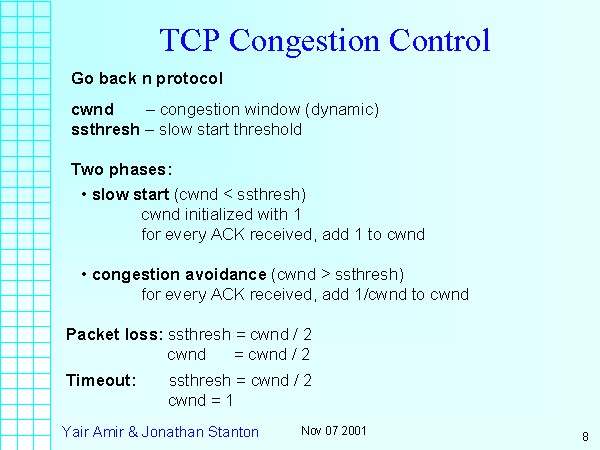 TCP Congestion Control
Go back n protocol
cwnd – congestion window (dynamic)
ssthresh – slow start threshold
Two phases:
• slow start (cwnd < ssthresh)
cwnd initialized with 1
for every ACK received, add 1 to cwnd
• congestion avoidance (cwnd > ssthresh)
for every ACK received, add 1/cwnd to cwnd
Packet loss: ssthresh = cwnd / 2
cwnd = cwnd / 2
Timeout: ssthresh = cwnd / 2
cwnd = 1
Yair Amir & Jonathan Stanton Nov 07 2001 8